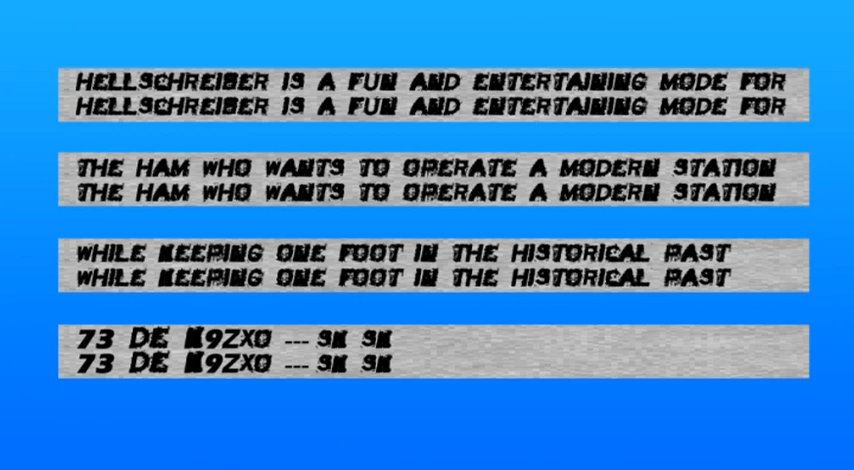 HELLSCHREIBER IS A FUN AND ENTERTAINING MODE FOR
HELLSCHREIBER IS A FUN AND ENTERTAINING MODE FOR
THE HAM WHO WANTS TO OPERATE A MODERN STATION
THE HAM WHO WANTS TO OPERATE A MODERN STATION
WHILE KEEPING ONE FOOT IN THE HISTORICAL PAST
WHILE KEEPING ONE FOOT IN THE HISTORICAL PAST
73 DE K9ZXO --- SK SK
73 DE K9ZXO --- SK SK